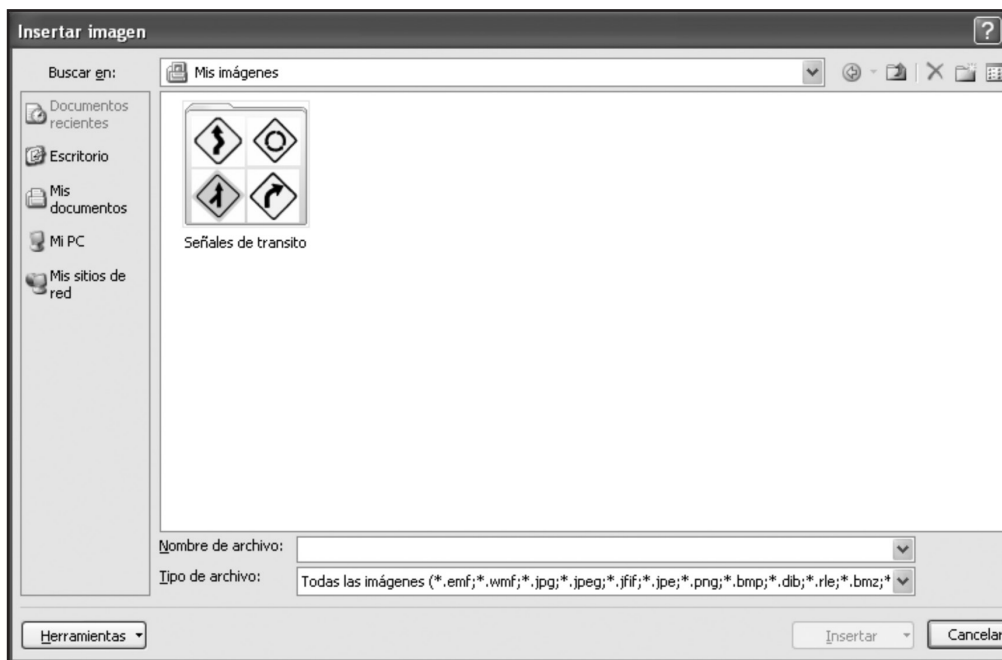 Insertar imagen
?
Buscar en:
Mis imágenes
Documentos
recientes
Escritorio
Mis
documentos
Mi PC
Mis sitios de
red
Señales de transito
Nombre de archivo:
Tipo de archivo:
Todas las imágenes (*.emf;*.wmf;*.jpg;*.jpeg;*.jfif;*.jpe;*.png;*.bmp;*.dib;*.rle;*.bmz;*
Herramientas
Insertar
Cancelar